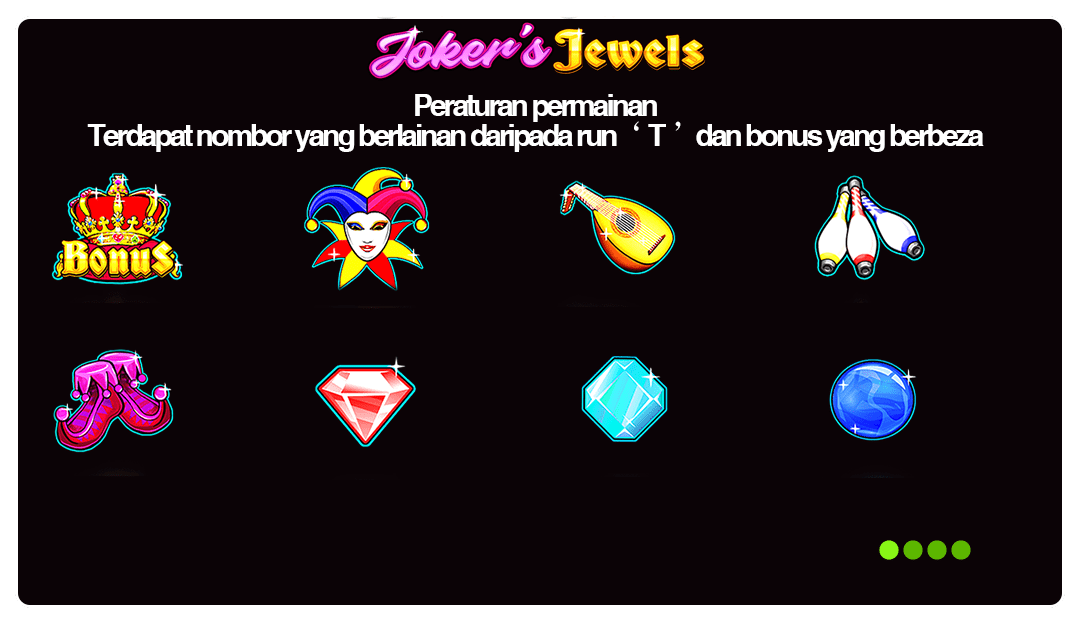 Joker's Jewels
Peraturan permainan
Terdapat nombor yang berlainan daripada run ‘ T ’ dan bonus yang berbeza
Bonus